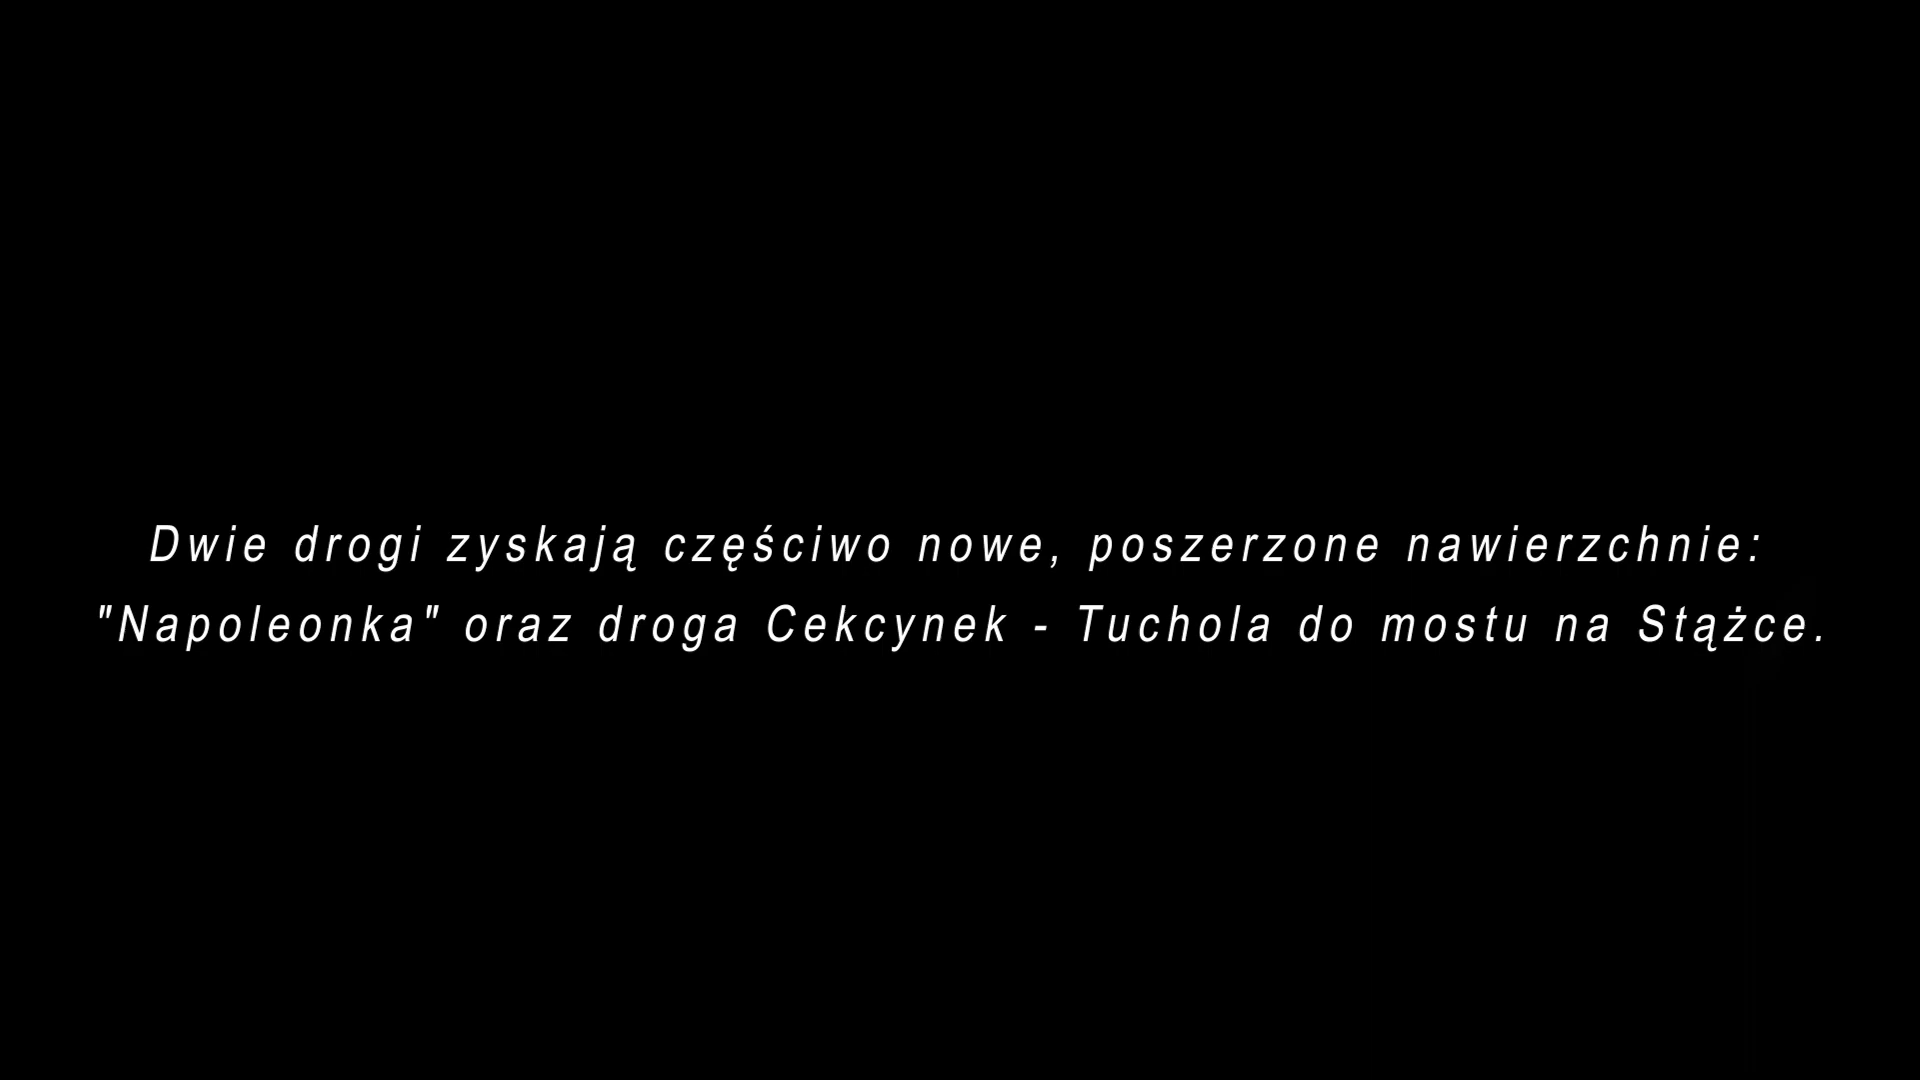 Dwie drogi zyskają częściwo nowe, poszerzone nawierzchnie:
"Napoleonka" oraz droga Cekcynek - Tuchola do mostu na Stążce.